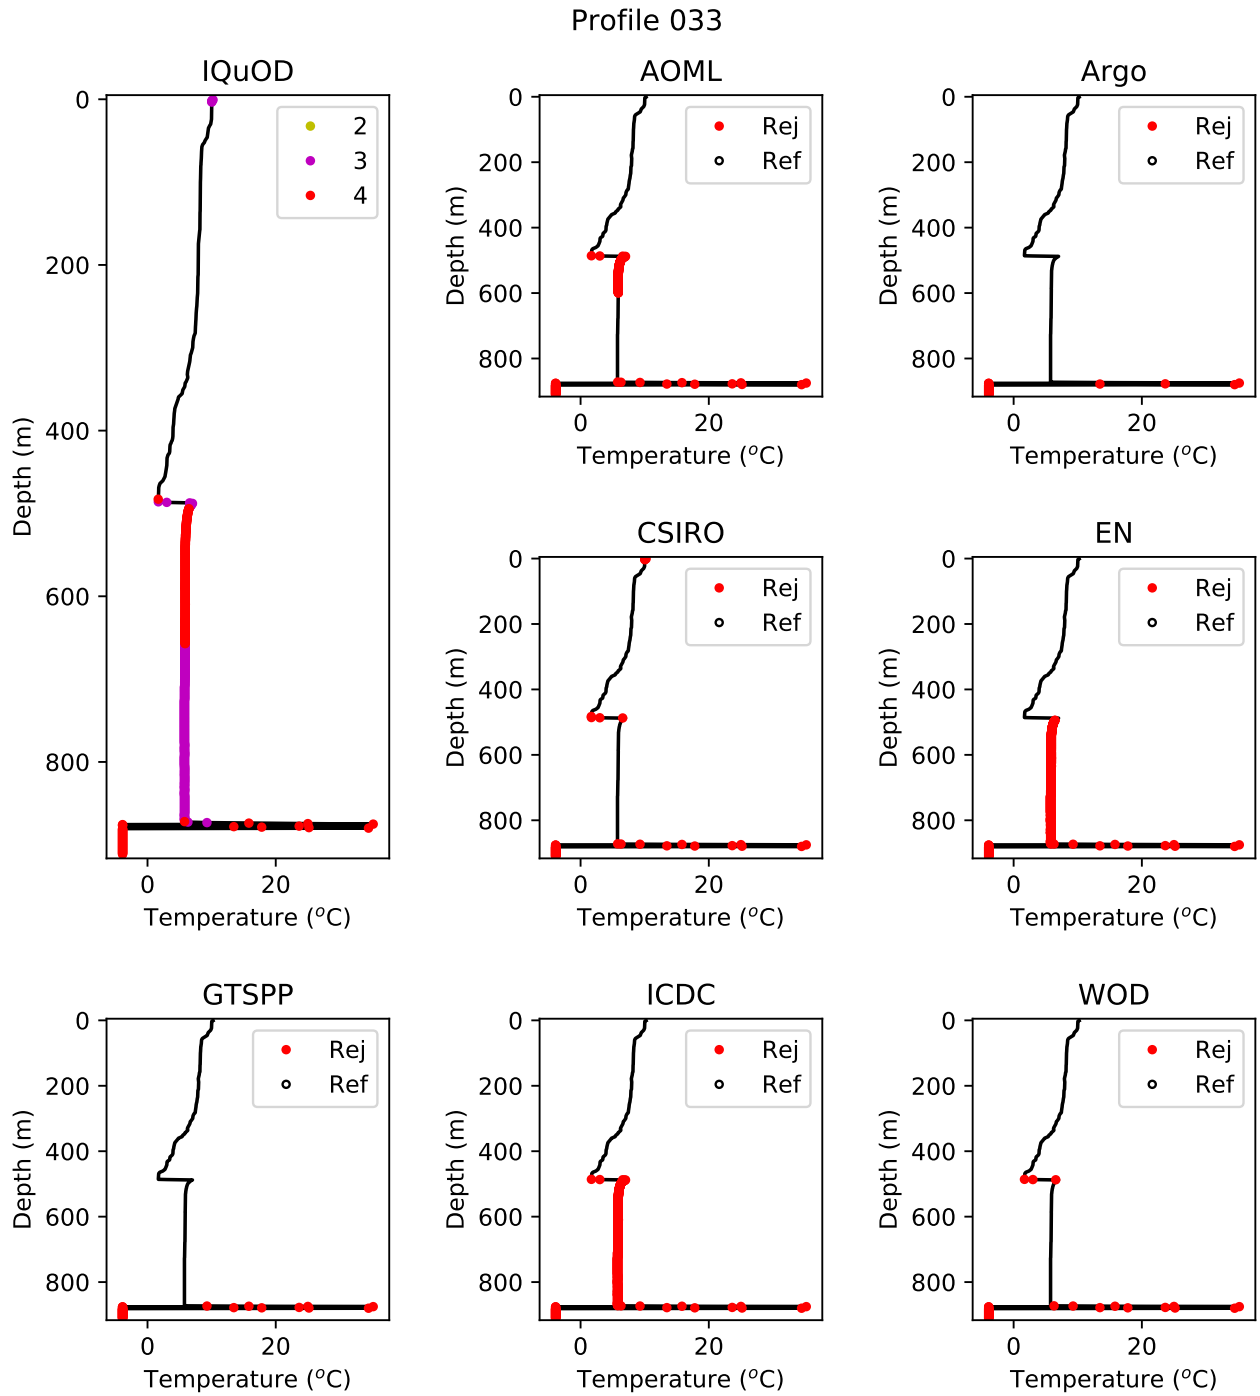 Profile 033
IQuOD
0
200
400
600
800
Depth (m)
2
3
4
0 20
Temperature (°C)
AOML
0
200
400
600
800
Depth (m)
Rej
Ref
0 20
Temperature (°C)
Argo
0
200
400
600
800
Depth (m)
Rej
Ref
0 20
Temperature (°C)
CSIRO
0
200
400
600
800
Depth (m)
Rej
Ref
0 20
Temperature (°C)
EN
0
200
400
600
800
Depth (m)
Rej
Ref
0 20
Temperature (°C)
GTSPP
0
200
400
600
800
Depth (m)
Rej
Ref
0 20
Temperature (°C)
ICDC
0
200
400
600
800
Depth (m)
Rej
Ref
0 20
Temperature (°C)
WOD
0
200
400
600
800
Depth (m)
Rej
Ref
0 20
Temperature (°C)